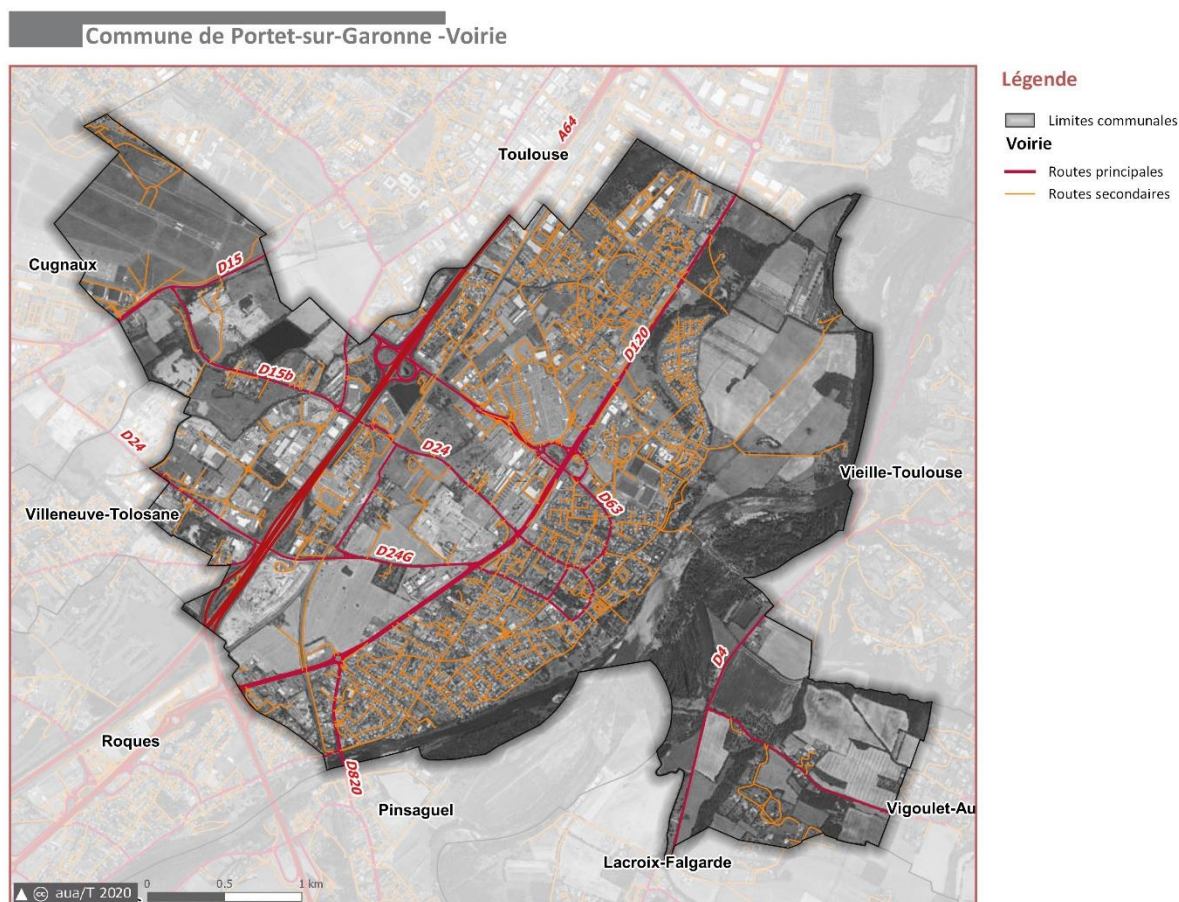 Commune de Portet-sur-Garonne -Voirie
Légende
Limites communales
Voirie
Routes principales
Routes secondaires
A64
Toulouse
Cugnaux
D15
D120
D15b
D24
D24
Vieille-Toulouse
D63
Villeneuve-Tolosane
D24G
D4
Roques
D820
Pinsaguel
Vigoulet-Au
Lacroix-Falgarde
cc aua/T 2020
0 0.5 1 km